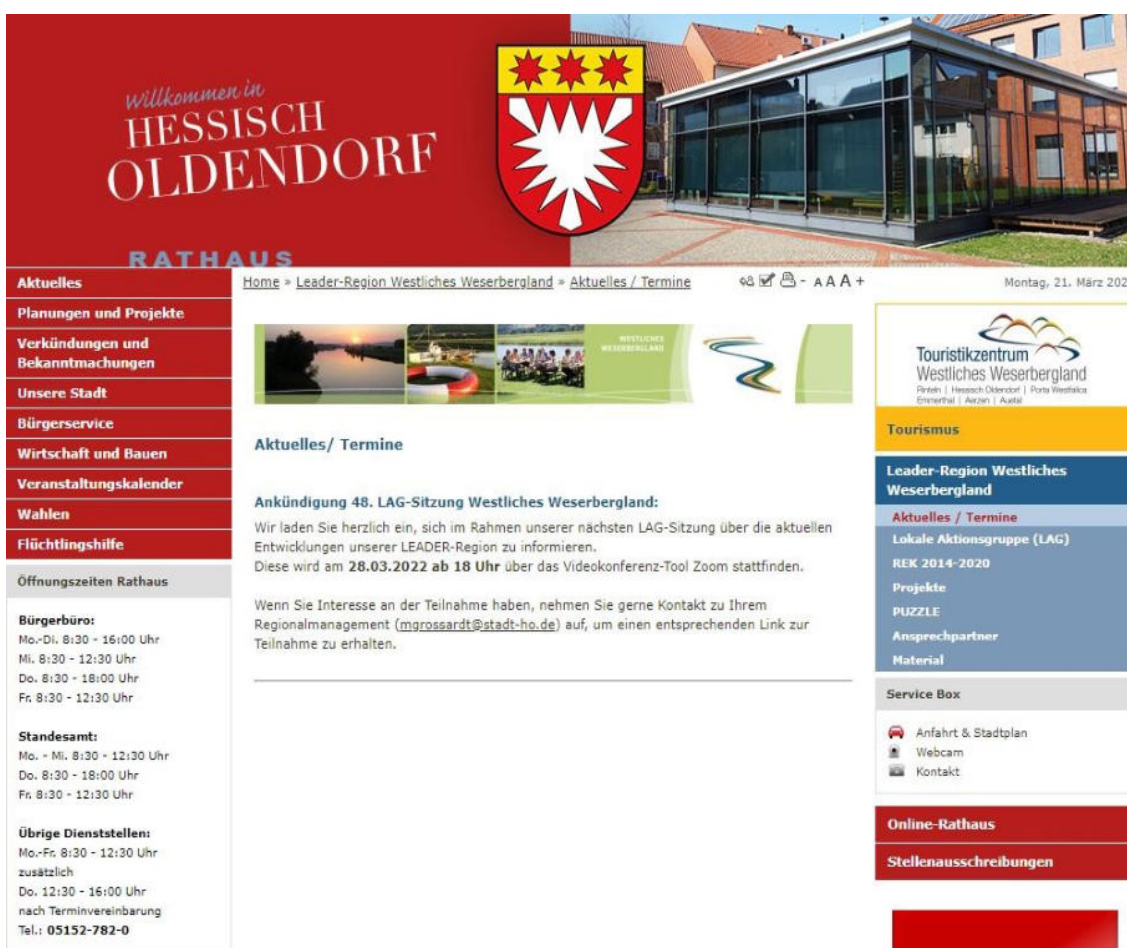 Willkommen in
HESSISCH
OLDENDORF
RATHAUS
Aktuelles
Planungen und Projekte
Verkündungen und
Bekanntmachungen
Unsere Stadt
Bürgerservice
Wirtschaft und Bauen
Veranstaltungskalender
Wahlen
Flüchtlingshilfe
Öffnungszeiten Rathaus
Bürgerbüro:
Mo.-Di. 8:30 - 16:00 Uhr
Mi. 8:30 - 12:30 Uhr
Do. 8:30 - 18:00 Uhr
Fr. 8:30 - 12:30 Uhr
Standesamt:
Mo. - Mi. 8:30 - 12:30 Uhr
Do. 8:30 - 18:00 Uhr
Fr. 8:30 - 12:30 Uhr
Übrige Dienststellen:
Mo.-Fr. 8:30 - 12:30 Uhr
zusätzlich
Do. 12:30 - 16:00 Uhr
nach Terminvereinbarung
Tel.: 05152-782-0
Home » Leader-Region Westliches Weserbergland » Aktuelles / Termine
- A A A +
Montag, 21. März 202
WESTLICHES
WESERBERGLAND
Aktuelles/ Termine
Ankündigung 48. LAG-Sitzung Westliches Weserbergland:
Wir laden Sie herzlich ein, sich im Rahmen unserer nächsten LAG-Sitzung über die aktuellen
Entwicklungen unserer LEADER-Region zu informieren.
Diese wird am 28.03.2022 ab 18 Uhr über das Videokonferenz-Tool Zoom stattfinden.
Wenn Sie Interesse an der Teilnahme haben, nehmen Sie gerne Kontakt zu Ihrem
Regionalmanagement (mgrossardt@stadt-ho.de) auf, um einen entsprechenden Link zur
Teilnahme zu erhalten.
Touristikzentrum
Westliches Weserbergland
Rinteln | Hessisch Oldendorf | Porta Westfalica
Emmerthal | Aerzen | Auetal
Tourismus
Leader-Region Westliches
Weserbergland
Aktuelles / Termine
Lokale Aktionsgruppe (LAG)
REK 2014-2020
Projekte
PUZZLE
Ansprechpartner
Material
Service Box
Anfahrt & Stadtplan
Webcam
Kontakt
Online-Rathaus
Stellenausschreibungen